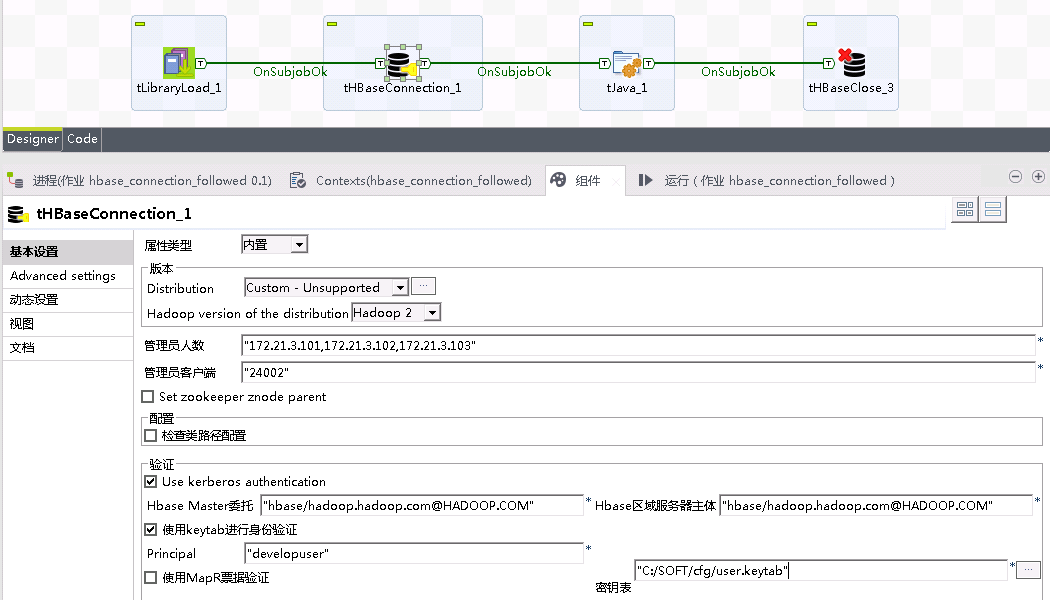 OnSubjobOk OnSubjobOk OnSubjobOk
tLibraryLoad_1 tHBaseConnection_1 tJava_1 tHBaseClose_3
Designer Code
进程(作业 hbase_connection_followed 0.1) Contexts(hbase_connection_followed) 组件 运行 ( 作业 hbase_connection_followed )
tHBaseConnection_1
基本设置
Advanced settings
动态设置
视图
文档
属性类型 内置
版本
Distribution Custom - Unsupported ...
Hadoop version of the distribution Hadoop 2
管理员人数 "172.21.3.101,172.21.3.102,172.21.3.103" *
管理员客户端 "24002" *
Set zookeeper znode parent
配置
检查类路径配置
验证
Use kerberos authentication
Hbase Master委托 "hbase/hadoop.hadoop.com@HADOOP.COM" * Hbase区域服务器主体 "hbase/hadoop.hadoop.com@HADOOP.COM" *
使用keytab进行身份验证
Principal "developuser" *
使用MapR票据验证
密钥表 "C:/SOFT/cfg/user.keytab" * ...